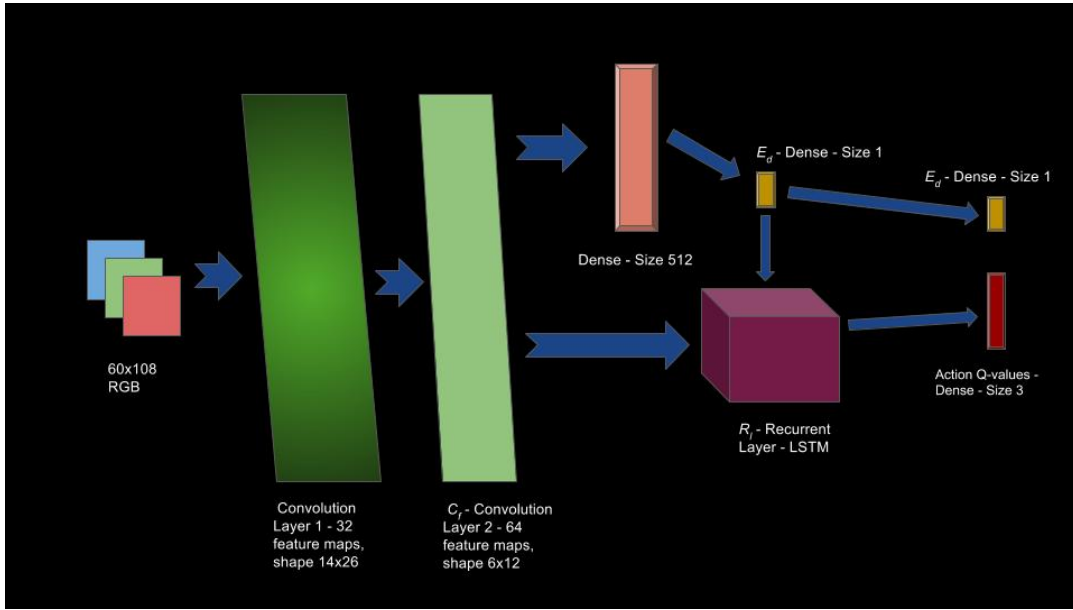 60x108
RGB
Convolution
Layer 1 - 32
feature maps,
shape 14x26
C_f - Convolution
Layer 2 - 64
feature maps,
shape 6x12
Dense - Size 512
E_d - Dense - Size 1
R_l - Recurrent
Layer - LSTM
E_d - Dense - Size 1
Action Q-values -
Dense - Size 3